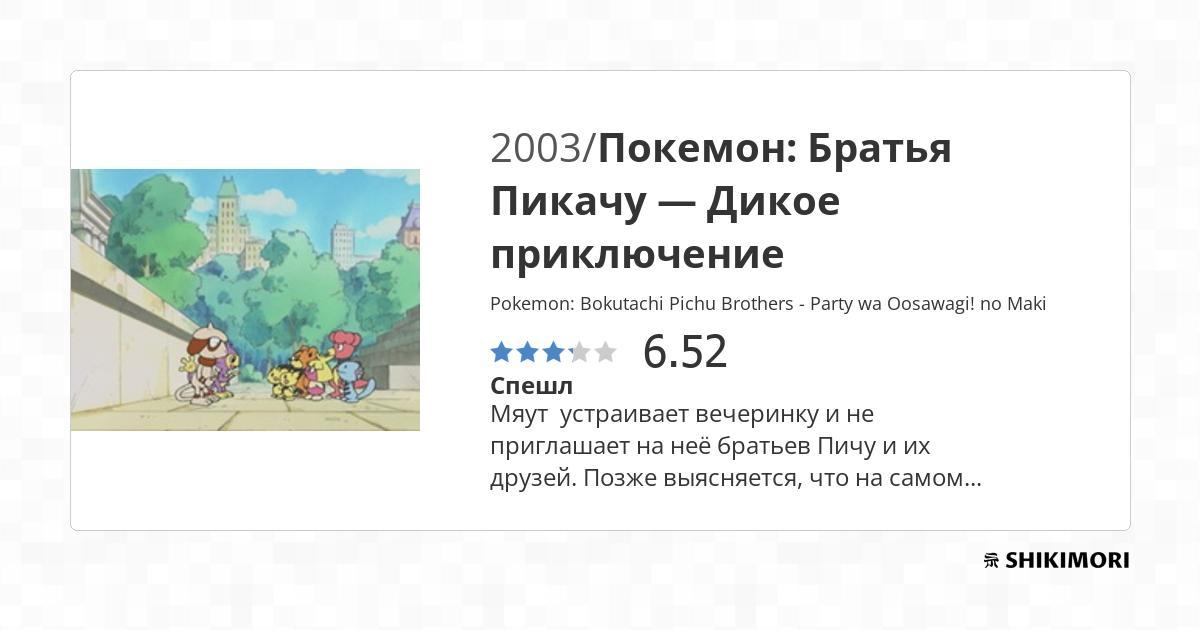 2003/Покемон: Братья
Пикачу — Дикое
приключение
Pokemon: Bokutachi Pichu Brothers - Party wa Oosawagi! no Maki
6.52
Спешл
Мяут  устраивает вечеринку и не
приглашает на неё братьев Пичу и их
друзей. Позже выясняется, что на самом...
SHIKIMORI